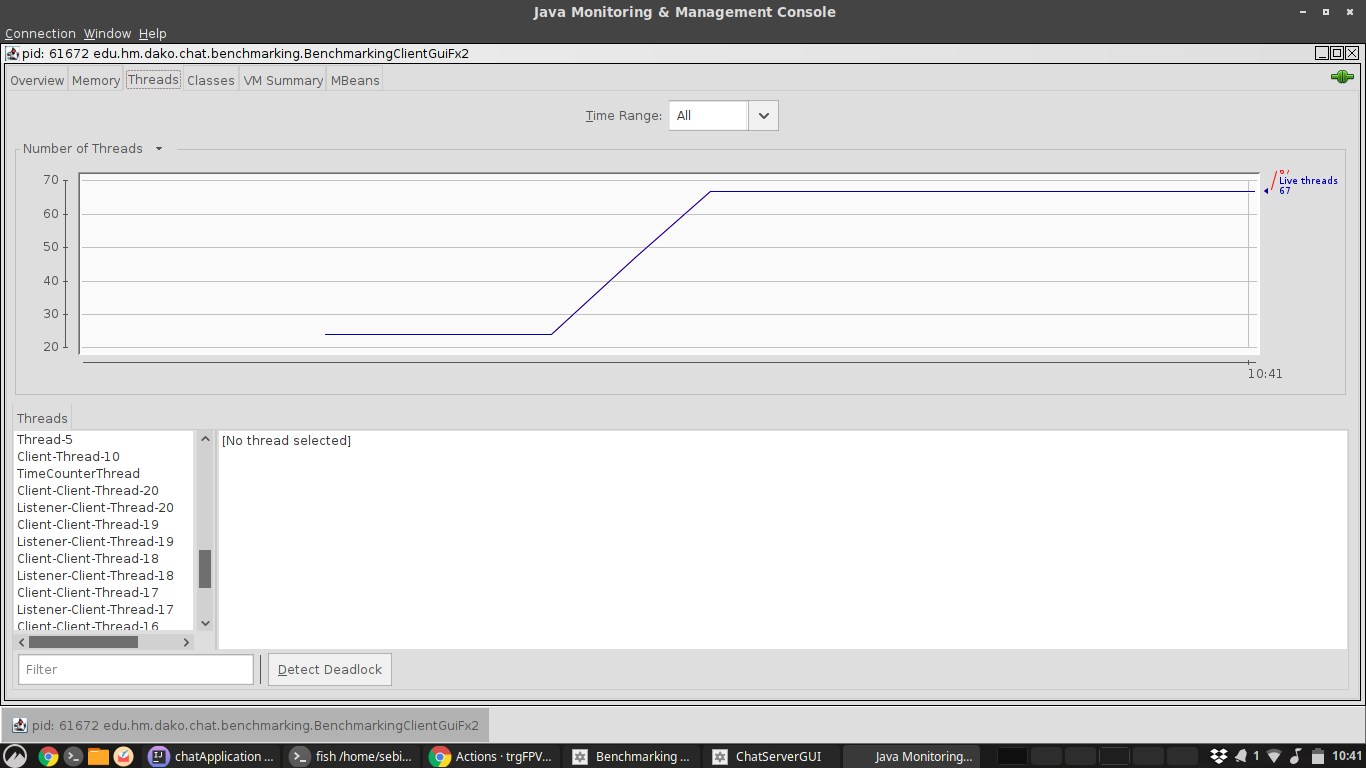 Java Monitoring & Management Console
Connection Window Help
pid: 61672 edu.hm.dako.chat.benchmarking.BenchmarkingClientGuiFx2
Overview Memory Threads Classes VM Summary MBeans
Time Range: All
Number of Threads
70
60
50
40
30
20
67
Live threads
67
10:41
Threads
Thread-5
Client-Thread-10
TimeCounterThread
Client-Client-Thread-20
Listener-Client-Thread-20
Client-Client-Thread-19
Listener-Client-Thread-19
Client-Client-Thread-18
Listener-Client-Thread-18
Client-Client-Thread-17
Listener-Client-Thread-17
Client-Client-Thread-16
[No thread selected]
Filter
Detect Deadlock
pid: 61672 edu.hm.dako.chat.benchmarking.BenchmarkingClientGuiFx2
chatApplication ... fish /home/sebi... Actions · trgFPV... Benchmarking ... ChatServerGUI Java Monitoring... 1 10:41